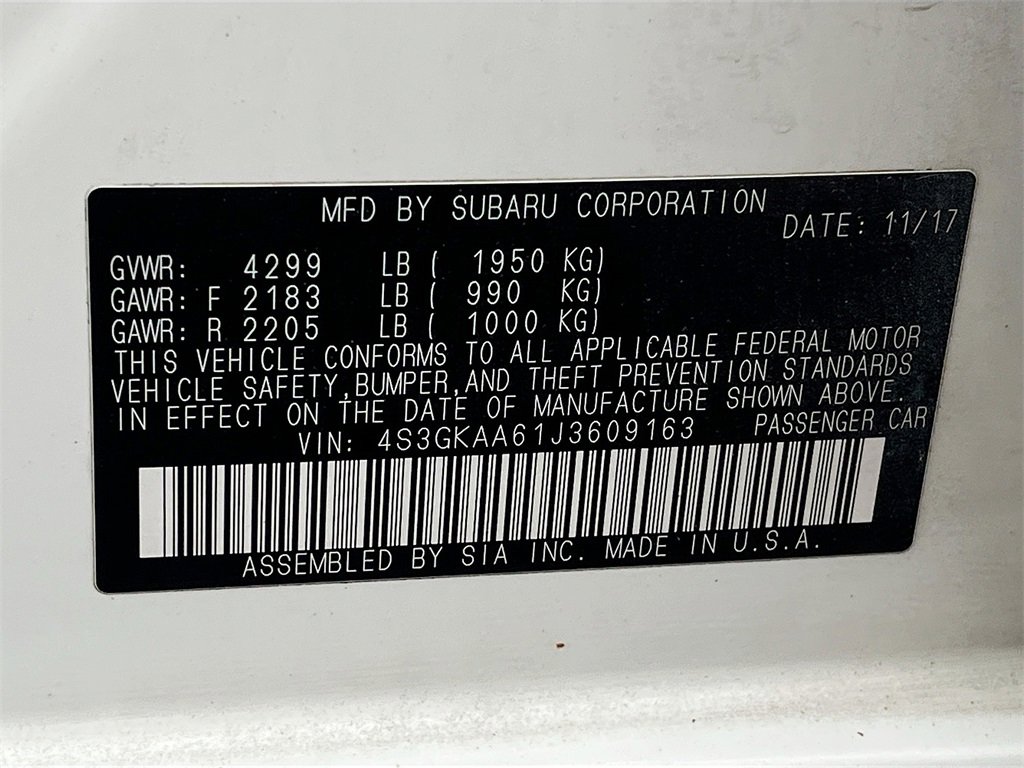 MFD BY SUBARU CORPORATION
DATE: 11/17
GVWR: 4299 LB ( 1950 KG)
GAWR: F 2183 LB ( 990 KG)
GAWR: R 2205 LB ( 1000 KG)
THIS VEHICLE CONFORMS TO ALL APPLICABLE FEDERAL MOTOR
VEHICLE SAFETY,BUMPER,AND THEFT PREVENTION STANDARDS
IN EFFECT ON THE DATE OF MANUFACTURE SHOWN ABOVE.
VIN: 4S3GKAA61J3609163 PASSENGER CAR
ASSEMBLED BY SIA INC. MADE IN U.S.A.